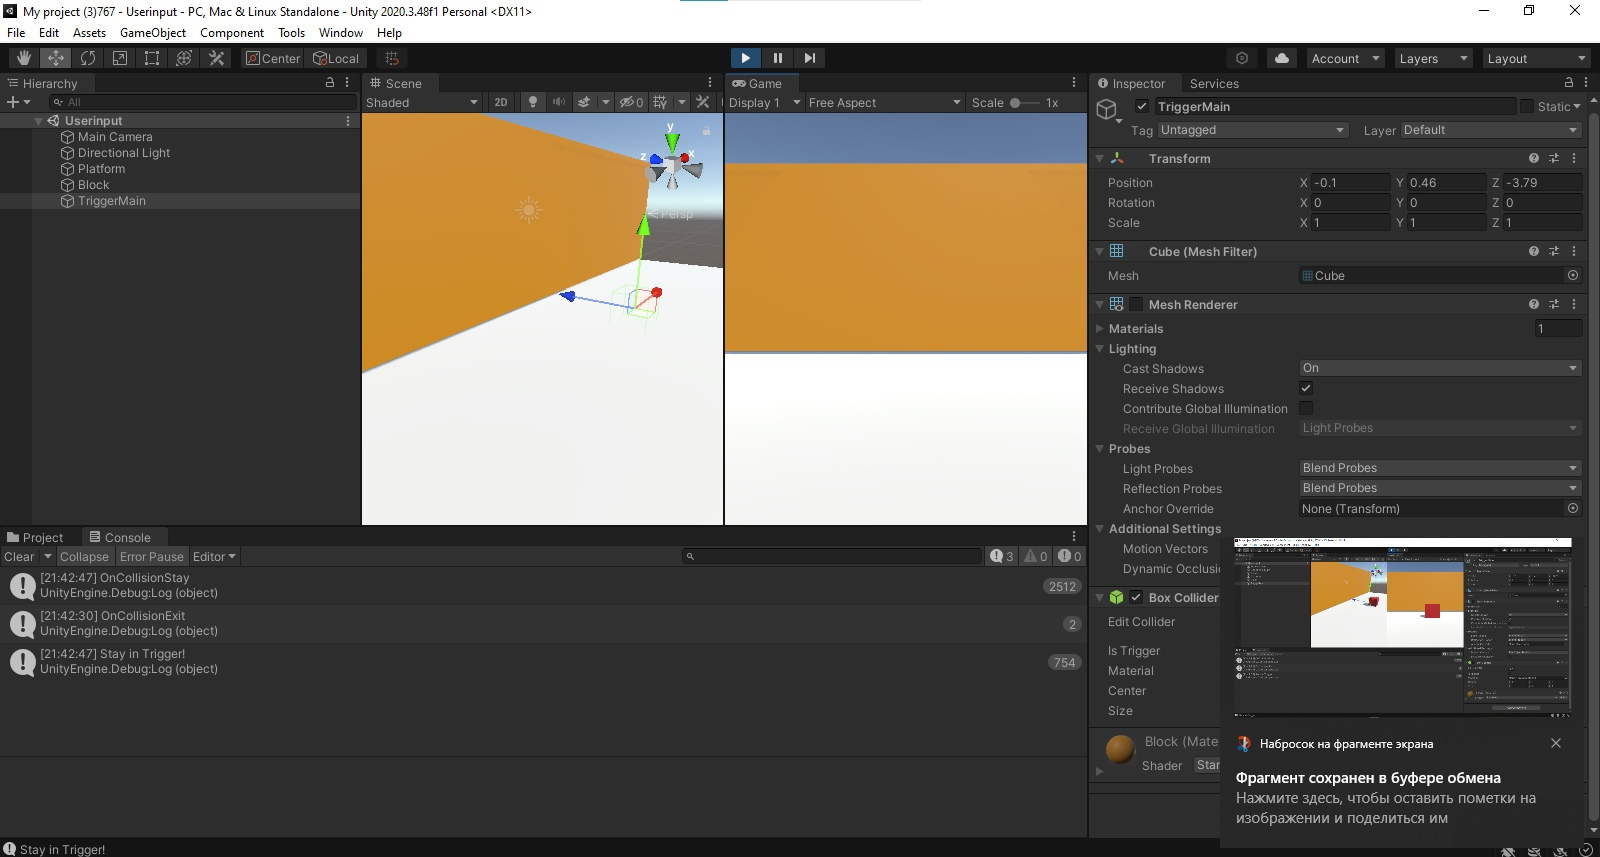 My project (3)767 - Userinput - PC, Mac & Linux Standalone - Unity 2020.3.48f1 Personal <DX11>
File Edit Assets GameObject Component Tools Window Help
Center Local Account Layers Layout
Hierarchy
All
Userinput
Main Camera
Directional Light
Platform
Block
TriggerMain
Scene
Shaded 2D 0
y
z x
Persp
Game
Display 1 Free Aspect Scale 1x
Inspector Services
TriggerMain Static
Tag Untagged Layer Default
Transform
Position X -0.1 Y 0.46 Z -3.79
Rotation X 0 Y 0 Z 0
Scale X 1 Y 1 Z 1
Cube (Mesh Filter)
Mesh Cube
Mesh Renderer
Materials 1
Lighting
Cast Shadows On
Receive Shadows
Contribute Global Illumination
Receive Global Illumination Light Probes
Probes
Light Probes Blend Probes
Reflection Probes Blend Probes
Anchor Override None (Transform)
Additional Settings
Motion Vectors
Dynamic Occlusi
Box Collider
Edit Collider
Is Trigger
Material
Center
Size
Block (Mate
Shader Star
Project Console
Clear Collapse Error Pause Editor 3 0 0
[21:42:47] OnCollisionStay
UnityEngine.Debug:Log (object)
2512
[21:42:30] OnCollisionExit
UnityEngine.Debug:Log (object)
2
[21:42:47] Stay in Trigger!
UnityEngine.Debug:Log (object)
754
Набросок на фрагменте экрана
Фрагмент сохранен в буфере обмена
Нажмите здесь, чтобы оставить пометки на
изображении и поделиться им
Stay in Trigger!